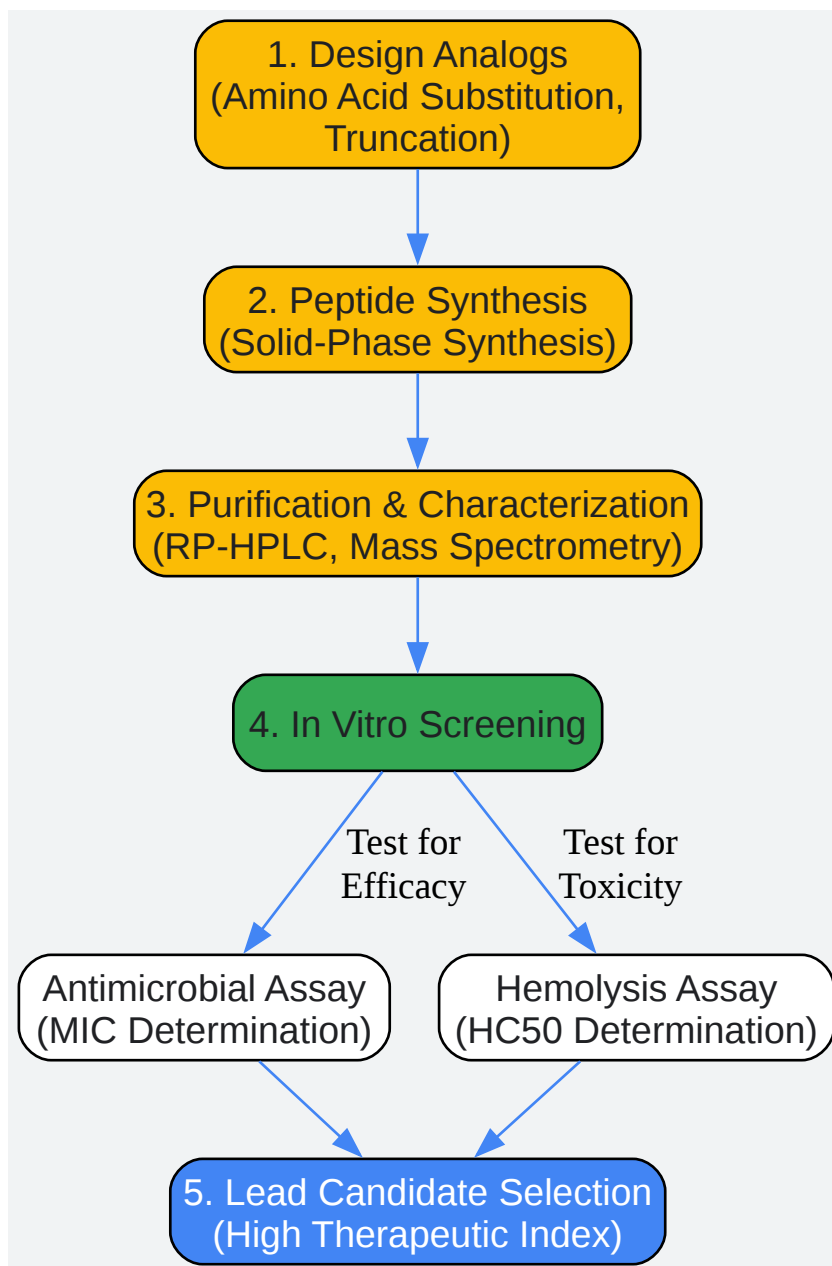 1. Design Analogs
(Amino Acid Substitution,
Truncation)
2. Peptide Synthesis
(Solid-Phase Synthesis)
3. Purification & Characterization
(RP-HPLC, Mass Spectrometry)
4. In Vitro Screening
Test for
Efficacy
Test for
Toxicity
Antimicrobial Assay
(MIC Determination)
Hemolysis Assay
(HC50 Determination)
5. Lead Candidate Selection
(High Therapeutic Index)